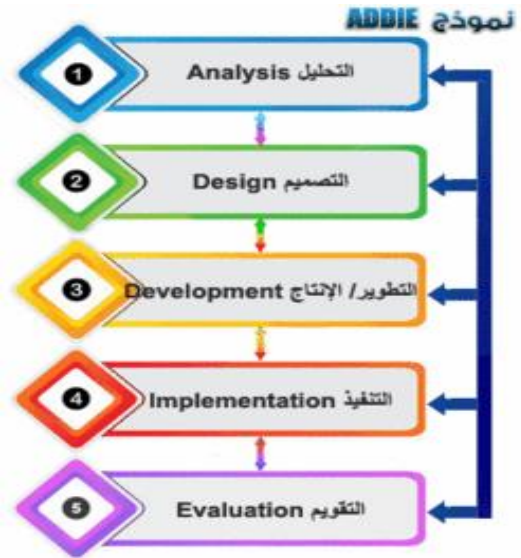 نموذج ADDIE
1
التحليل Analysis
2
التصميم Design
3
التطوير/ الإنتاج Development
4
التنفيذ Implementation
5
التقويم Evaluation